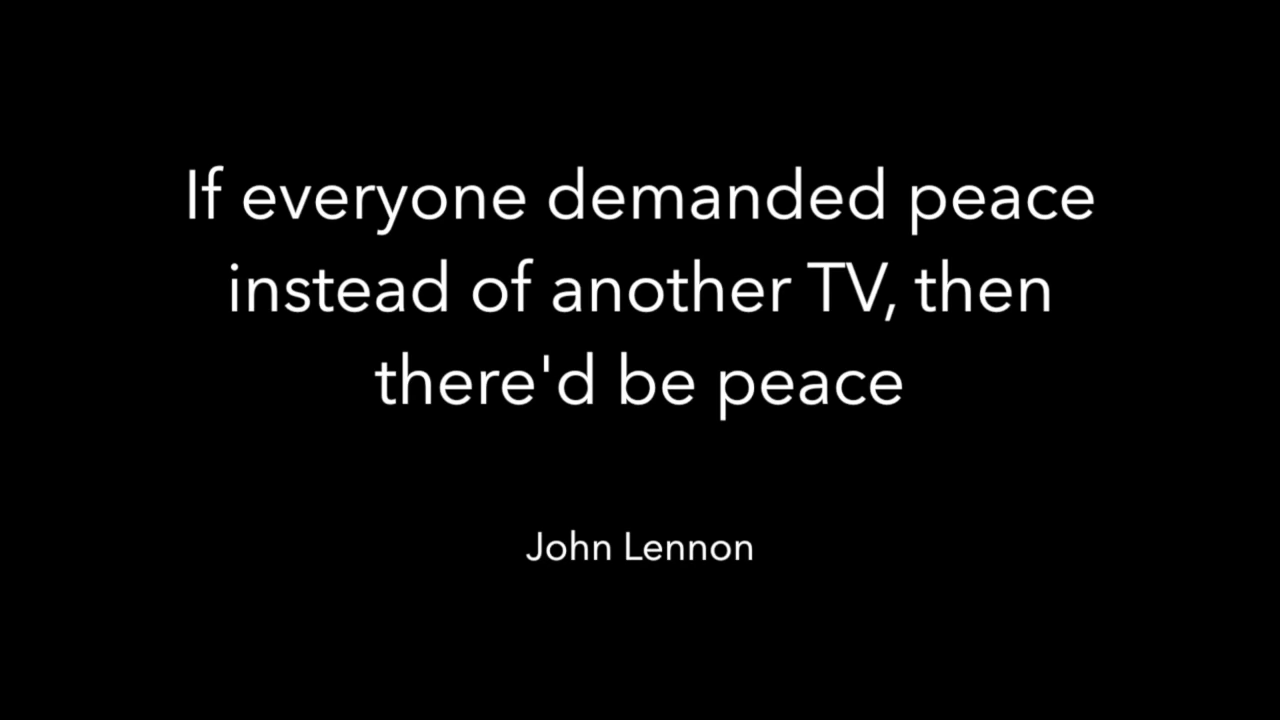 If everyone demanded peace
instead of another TV, then
there'd be peace
John Lennon